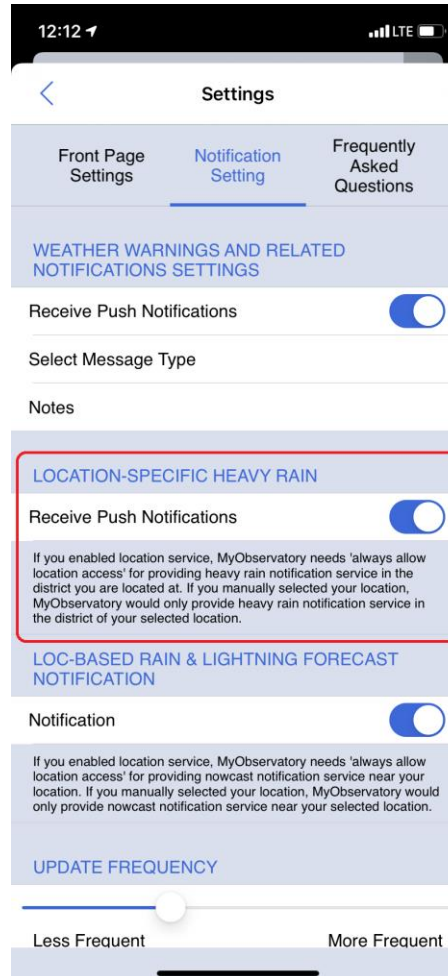 12:12
LTE
Settings
Front Page
Settings
Notification
Setting
Frequently
Asked
Questions
WEATHER WARNINGS AND RELATED
NOTIFICATIONS SETTINGS
Receive Push Notifications
Select Message Type
Notes
LOCATION-SPECIFIC HEAVY RAIN
Receive Push Notifications
If you enabled location service, MyObservatory needs 'always allow
location access' for providing heavy rain notification service in the
district you are located at. If you manually selected your location,
MyObservatory would only provide heavy rain notification service in
the district of your selected location.
LOC-BASED RAIN & LIGHTNING FORECAST
NOTIFICATION
Notification
If you enabled location service, MyObservatory needs 'always allow
location access' for providing nowcast notification service near your
location. If you manually selected your location, MyObservatory would
only provide nowcast notification service near your selected location.
UPDATE FREQUENCY
Less Frequent
More Frequent